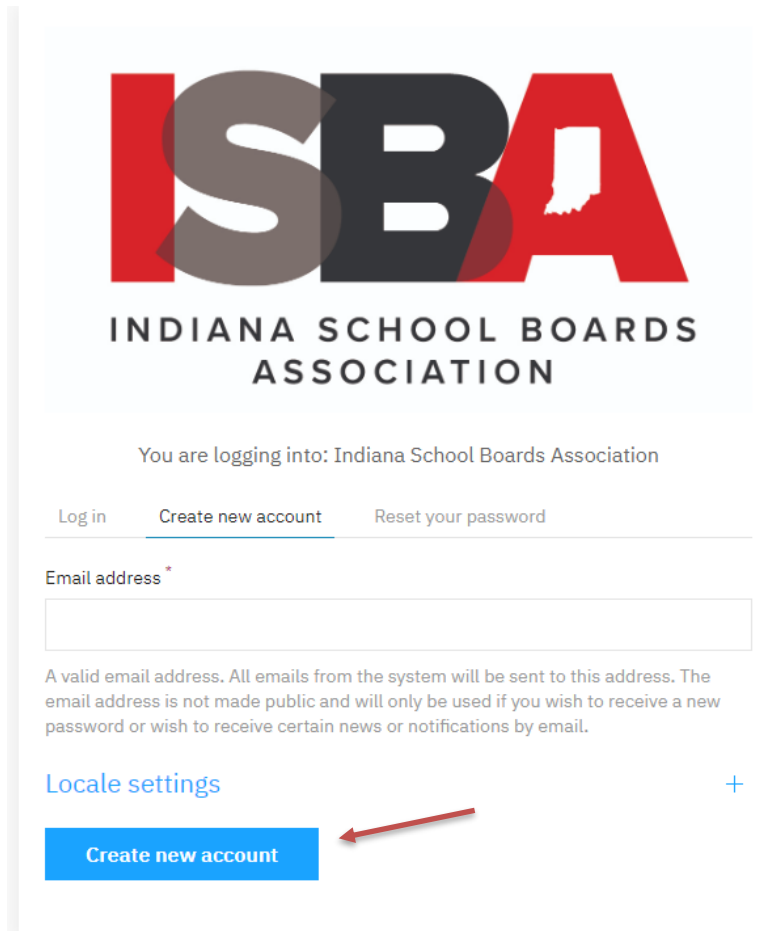 ISBA
INDIANA SCHOOL BOARDS
ASSOCIATION
You are logging into: Indiana School Boards Association
Log in Create new account Reset your password
Email address *
A valid email address. All emails from the system will be sent to this address. The
email address is not made public and will only be used if you wish to receive a new
password or wish to receive certain news or notifications by email.
Locale settings +
Create new account